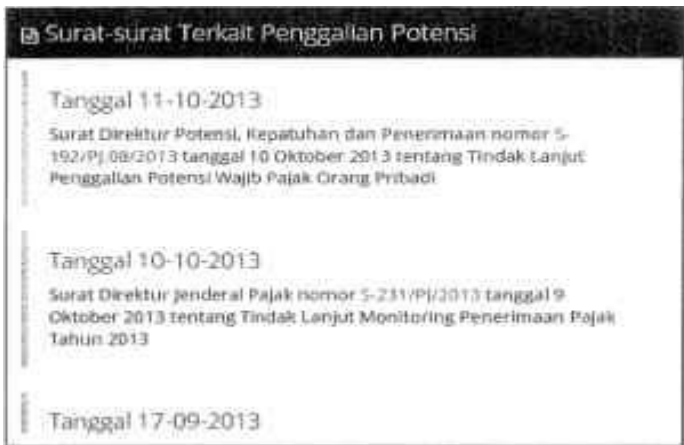 Surat-surat Terkait Penggalian Potensi
Tanggal 11-10-2013
Surat Direktur Potensi, Kepatuhan dan Penerimaan nomor S-
192/PJ.08/2013 tanggal 10 Oktober 2013 tentang Tindak Lanjut
Penggalian Potensi Wajib Pajak Orang Pribadi
Tanggal 10-10-2013
Surat Direktur Jenderal Pajak nomor S-231/PJ/2013 tanggal 9
Oktober 2013 tentang Tindak Lanjut Monitoring Penerimaan Pajak
Tahun 2013
Tanggal 17-09-2013